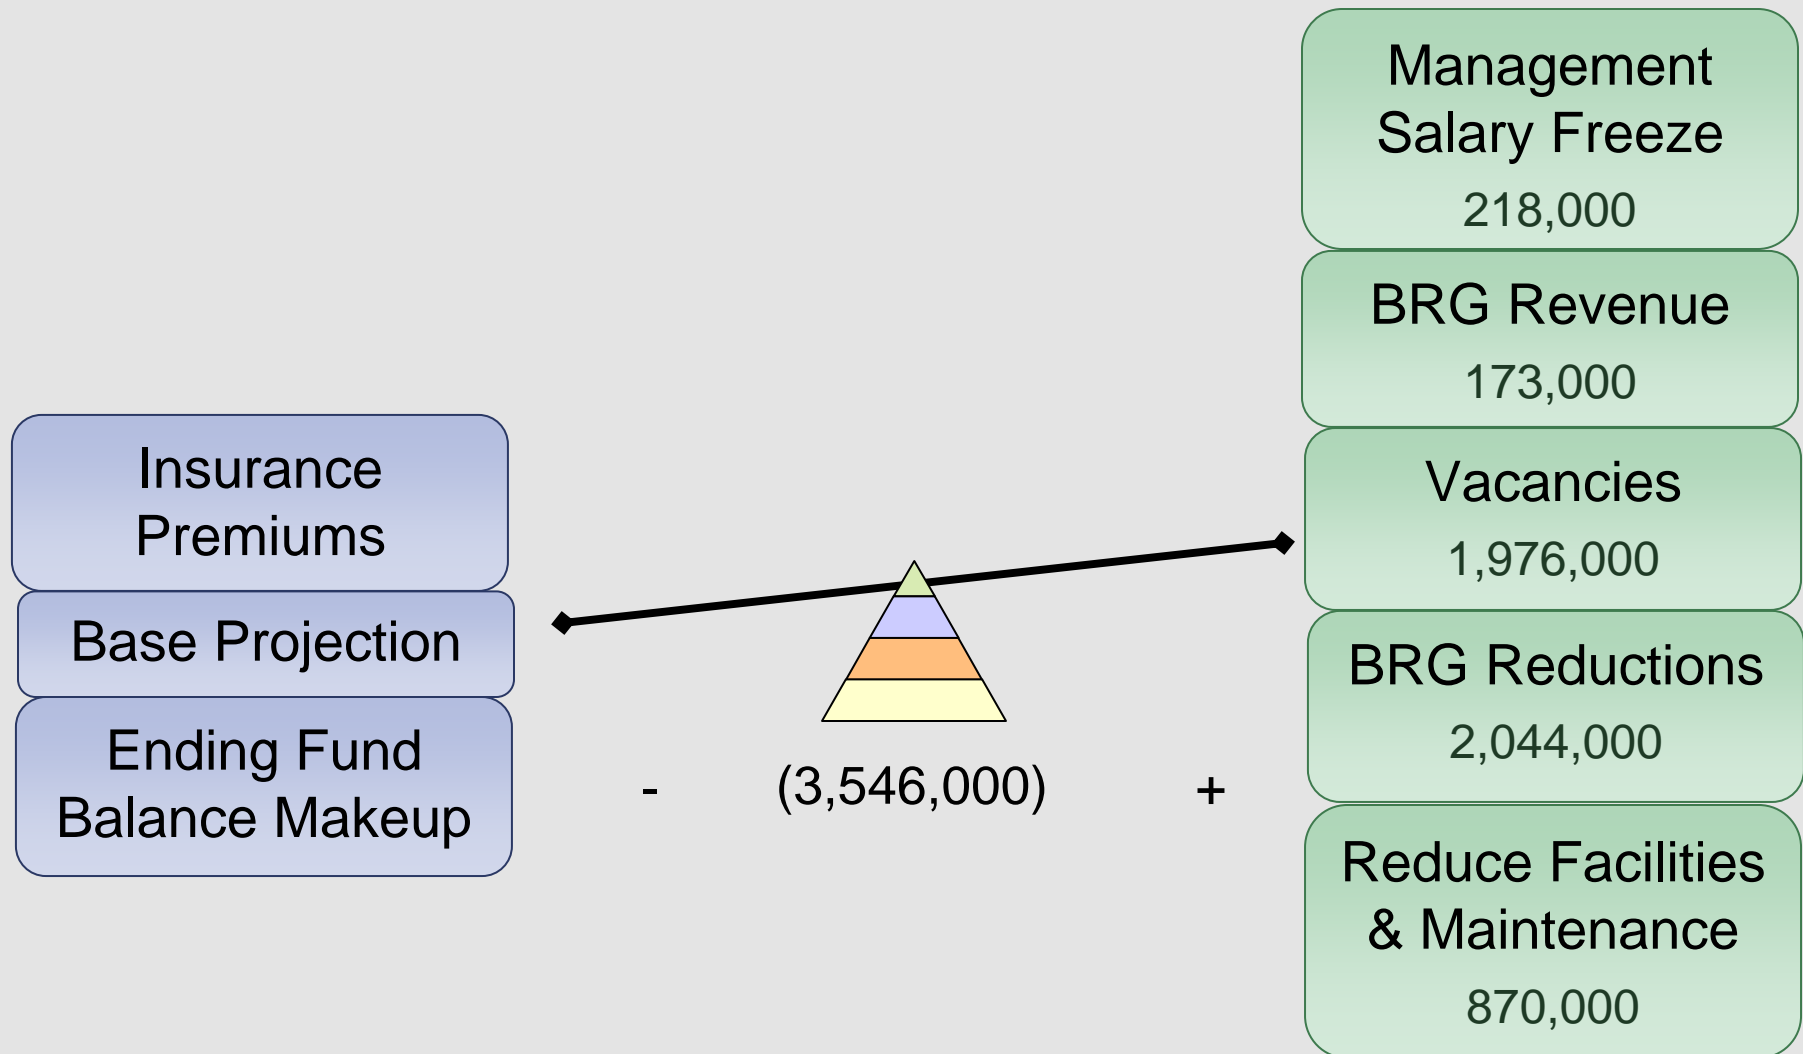 Insurance
Premiums
Base Projection
Ending Fund
Balance Makeup
-
(3,546,000)
+
Management
Salary Freeze
218,000
BRG Revenue
173,000
Vacancies
1,976,000
BRG Reductions
2,044,000
Reduce Facilities
& Maintenance
870,000